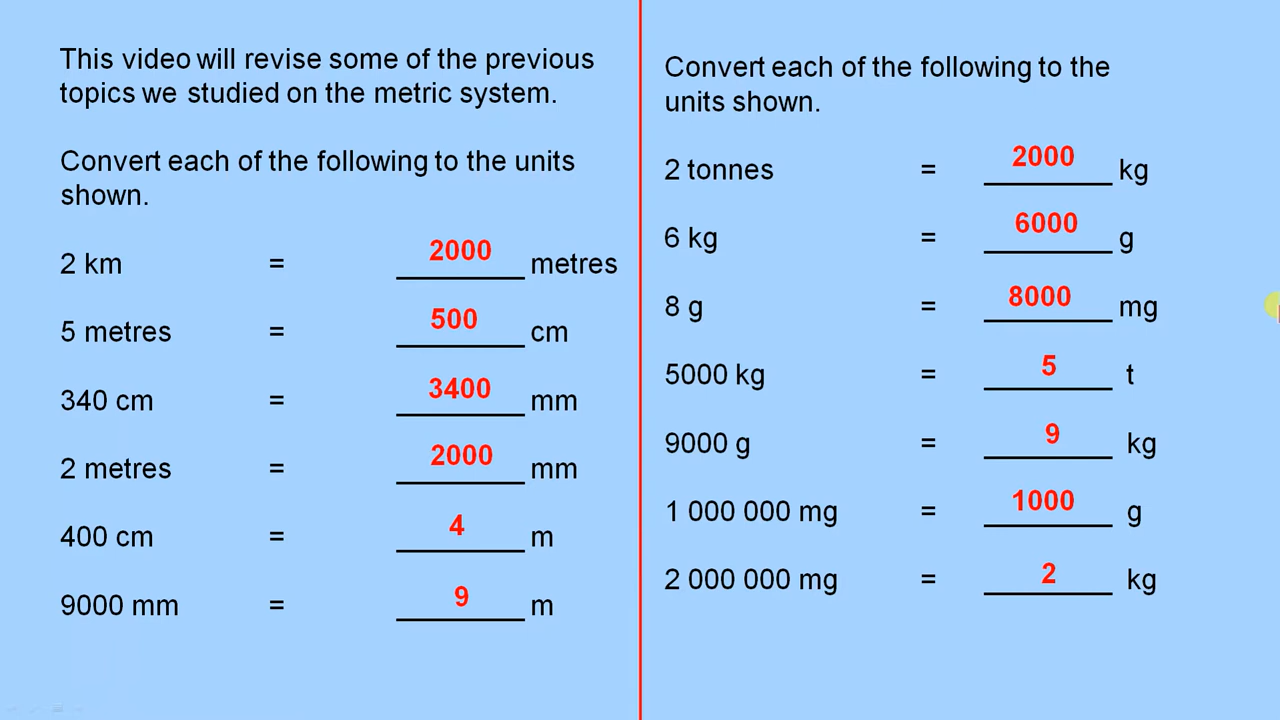 This video will revise some of the previous
topics we studied on the metric system.
Convert each of the following to the units
shown.
2 km = 2000 metres
5 metres = 500 cm
340 cm = 3400 mm
2 metres = 2000 mm
400 cm = 4 m
9000 mm = 9 m
Convert each of the following to the
units shown.
2 tonnes = 2000 kg
6 kg = 6000 g
8 g = 8000 mg
5000 kg = 5 t
9000 g = 9 kg
1 000 000 mg = 1000 g
2 000 000 mg = 2 kg